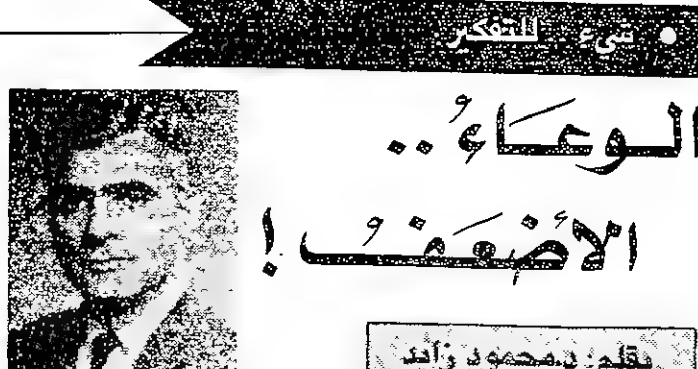 شيء .. للتفكير
الوعاءُ ..
الأضعفُ !
بقلم: د. محمود زايد